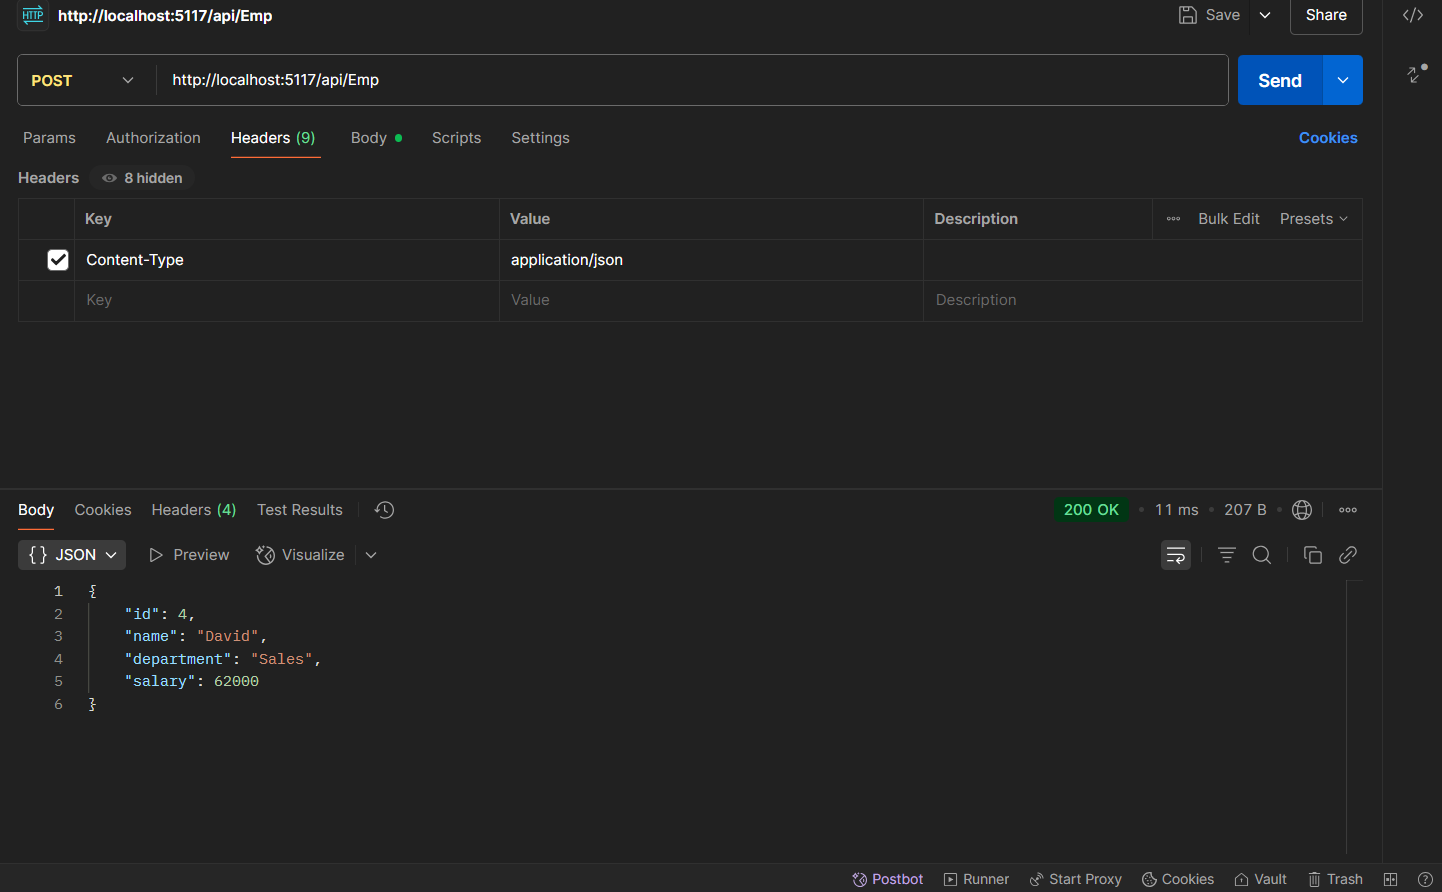 HTTP http://localhost:5117/api/Emp Save Share
POST http://localhost:5117/api/Emp Send
Params Authorization Headers (9) Body Scripts Settings Cookies
Headers 8 hidden
Key Value Description Bulk Edit Presets
Content-Type application/json
Key Value Description
Body Cookies Headers (4) Test Results 200 OK • 11 ms • 207 B •
{} JSON Preview Visualize
1 {
2 "id": 4,
3 "name": "David",
4 "department": "Sales",
5 "salary": 62000
6 }
Postbot Runner Start Proxy Cookies Vault Trash